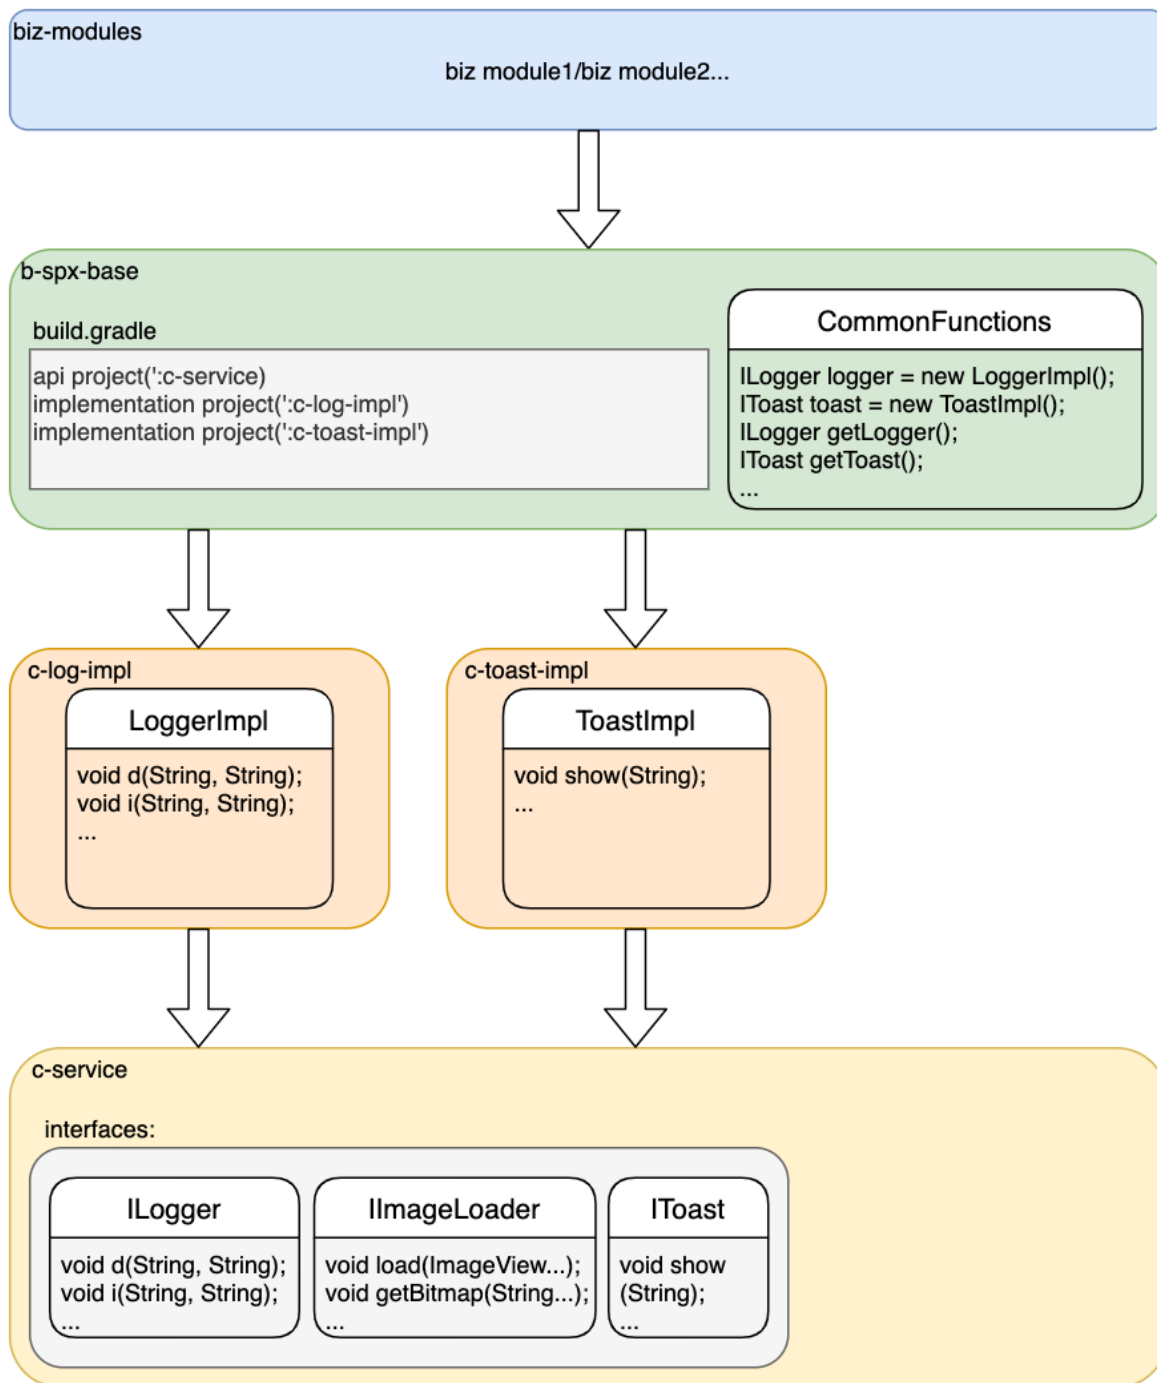 biz-modules
biz module1/biz module2...
b-spx-base
build.gradle
api project(':c-service)
implementation project(':c-log-impl')
implementation project(':c-toast-impl')
CommonFunctions
ILogger logger = new LoggerImpl();
IToast toast = new ToastImpl();
ILogger getLogger();
IToast getToast();
...
c-log-impl
LoggerImpl
void d(String, String);
void i(String, String);
...
c-toast-impl
ToastImpl
void show(String);
...
c-service
interfaces:
ILogger
void d(String, String);
void i(String, String);
...
IImageLoader
void load(ImageView...);
void getBitmap(String...);
...
IToast
void show
(String);
...